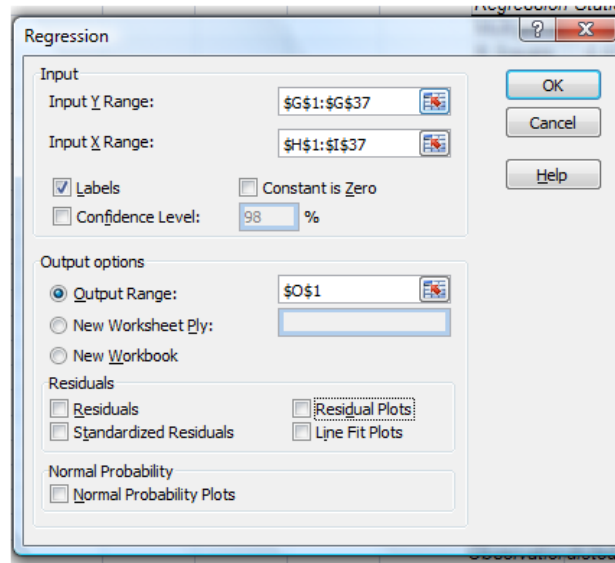 Regression
Regression
Input
Input Y Range:
$G$1:$G$37
OK
Input X Range:
$H$1:$I$37
Cancel
Help
Labels
Constant is Zero
Confidence Level:
98
%
Output options
Output Range:
$O$1
New Worksheet Ply:
New Workbook
Residuals
Residuals
Residual Plots
Standardized Residuals
Line Fit Plots
Normal Probability
Normal Probability Plots